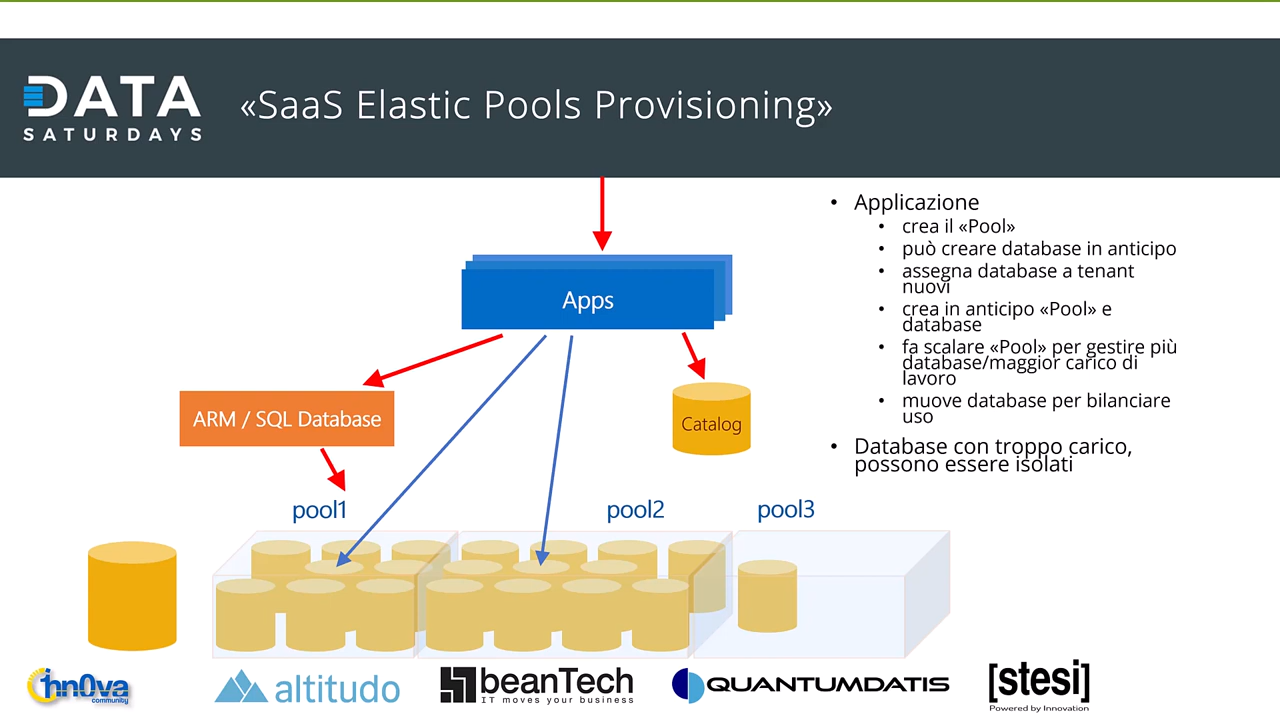 DATA
SATURDAYS
«SaaS Elastic Pools Provisioning»
Apps
ARM / SQL Database
Catalog
pool1
pool2
pool3
• Applicazione
• crea il «Pool»
• può creare database in anticipo
• assegna database a tenant
nuovi
• crea in anticipo «Pool» e
database
• fa scalare «Pool» per gestire più
database/maggior carico di
lavoro
• muove database per bilanciare
uso
• Database con troppo carico,
possono essere isolati
1nn0va
community
altitudo
beanTech
IT moves your business
QUANTUMDATIS
[stesi]
Powered by Innovation